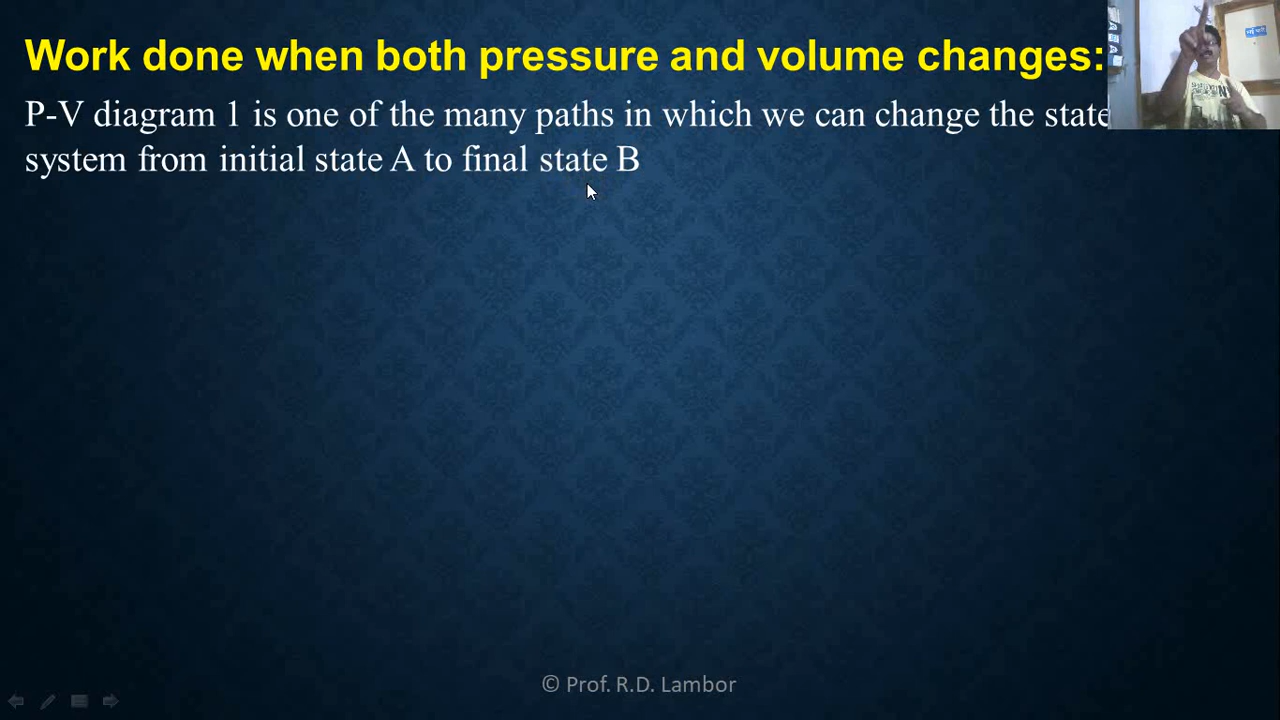 Work done when both pressure and volume changes:
P-V diagram 1 is one of the many paths in which we can change the state
system from initial state A to final state B
© Prof. R.D. Lambor